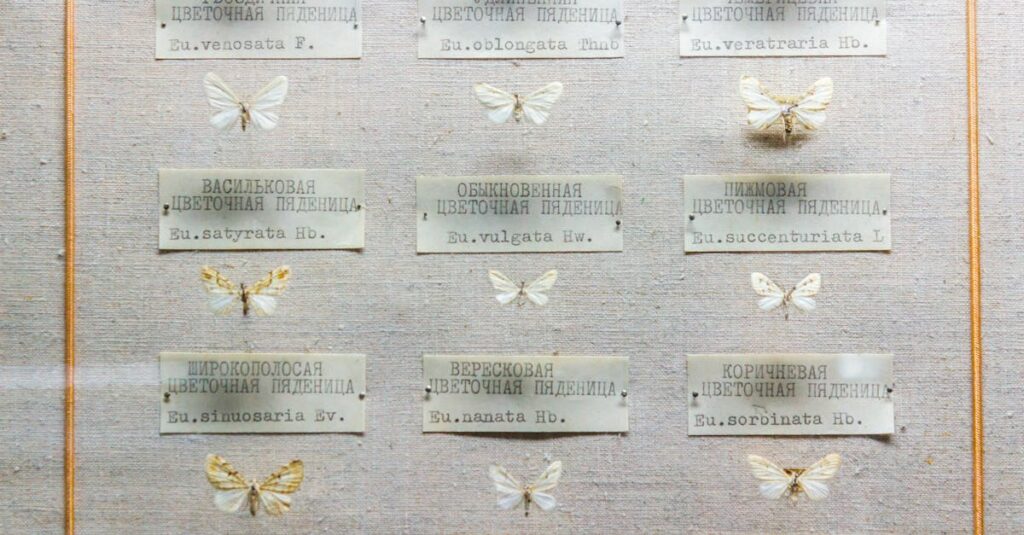 ЦВЕТОЧНАЯ ПЯДЕНИЦА
Eu.venosata F.
ЦВЕТОЧНАЯ ПЯДЕНИЦА
Eu.oblongata Thnb
ЦВЕТОЧНАЯ ПЯДЕНИЦА
Eu.veratraria Hb.
ВАСИЛЬКОВАЯ
ЦВЕТОЧНАЯ ПЯДЕНИЦА
Eu.satyrata Hb.
ОБЫКНОВЕННАЯ
ЦВЕТОЧНАЯ ПЯДЕНИЦА
Eu.vulgata Hw.
ПИЖМОВАЯ
ЦВЕТОЧНАЯ ПЯДЕНИЦА
Eu.succenturiata L
ШИРОКОПОЛОСАЯ
ЦВЕТОЧНАЯ ПЯДЕНИЦА
Eu.sinuosaria Ev.
ВЕРЕСКОВАЯ
ЦВЕТОЧНАЯ ПЯДЕНИЦА
Eu.nanata Hb.
КОРИЧНЕВАЯ
ЦВЕТОЧНАЯ ПЯДЕНИЦА
Eu.sorbinata Hb.